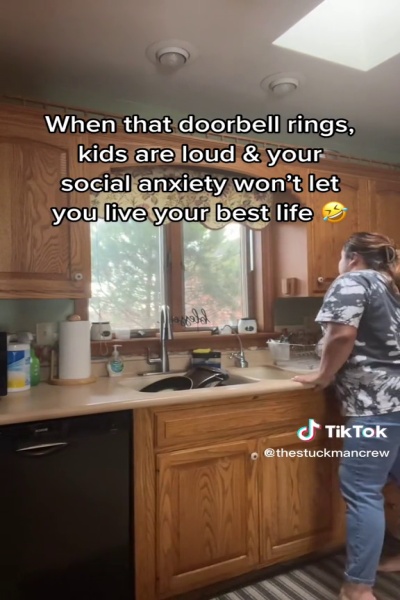 When that doorbell rings,
kids are loud & your
social anxiety won't let
you live your best life 🤣
blessed
TikTok
@thestuckmancrew